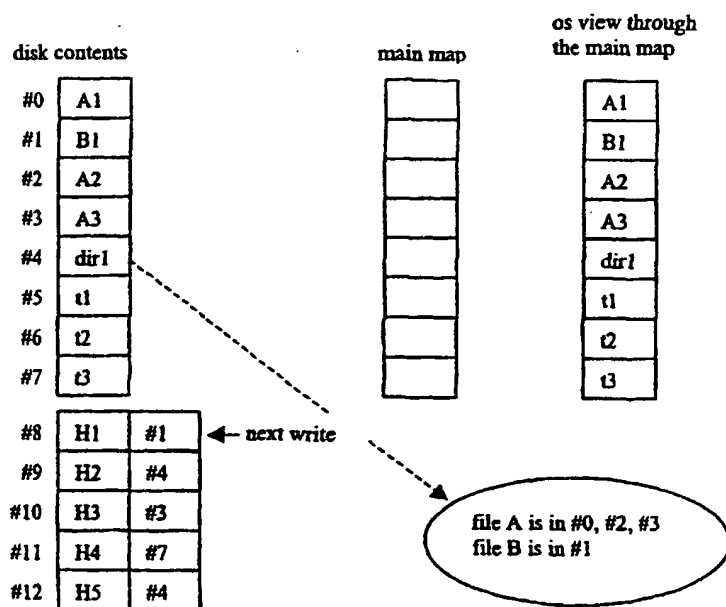 os view through
disk contents main map the main map
#0 A1 A1
#1 B1 B1
#2 A2 A2
#3 A3 A3
#4 dir1 dir1
#5 t1 t1
#6 t2 t2
#7 t3 t3
#8 H1 #1 next write
#9 H2 #4
#10 H3 #3
file A is in #0, #2, #3
#11 H4 #7
file B is in #1
#12 H5 #4